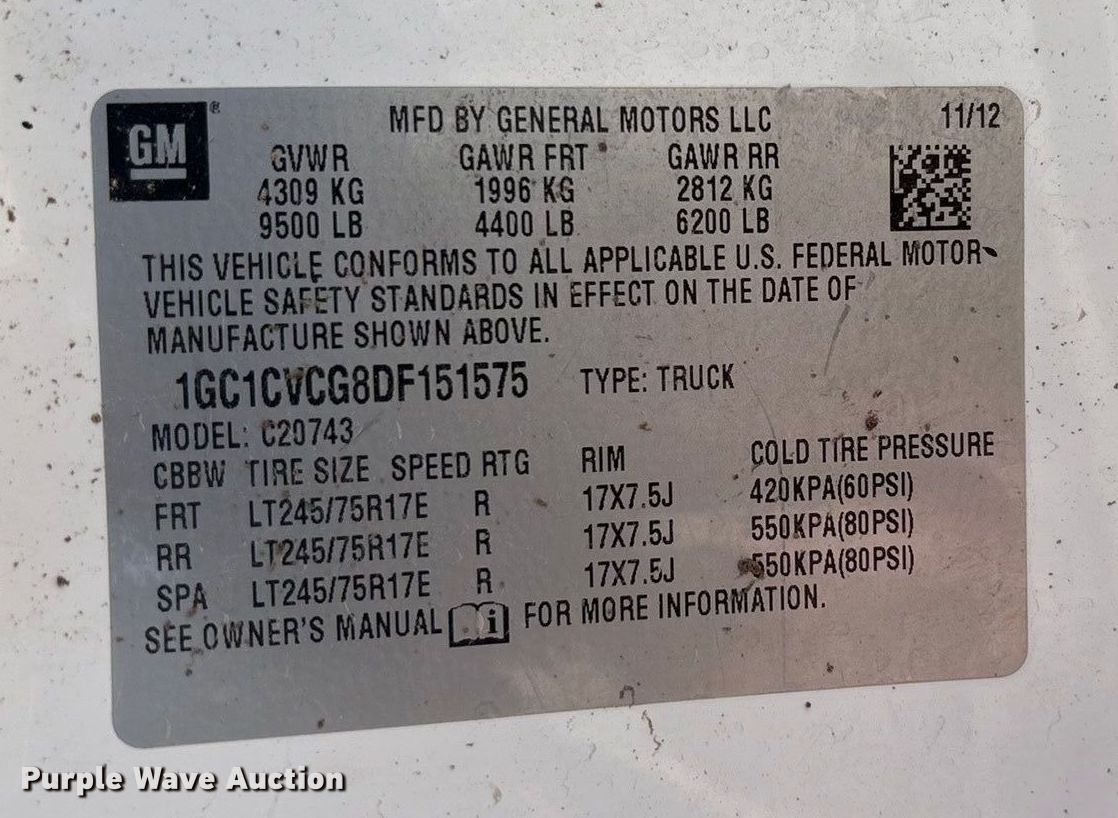 GM ®
MFD BY GENERAL MOTORS LLC 11/12
GVWR GAWR FRT GAWR RR
4309 KG 1996 KG 2812 KG
9500 LB 4400 LB 6200 LB
THIS VEHICLE CONFORMS TO ALL APPLICABLE U.S. FEDERAL MOTOR
VEHICLE SAFETY STANDARDS IN EFFECT ON THE DATE OF
MANUFACTURE SHOWN ABOVE.
1GC1CVCG8DF151575 TYPE: TRUCK
MODEL: C20743
CBBW TIRE SIZE SPEED RTG RIM COLD TIRE PRESSURE
FRT LT245/75R17E R 17X7.5J 420KPA(60PSI)
RR LT245/75R17E R 17X7.5J 550KPA(80PSI)
SPA LT245/75R17E R 17X7.5J 550KPA(80PSI)
SEE OWNER'S MANUAL i FOR MORE INFORMATION.
Purple Wave Auction